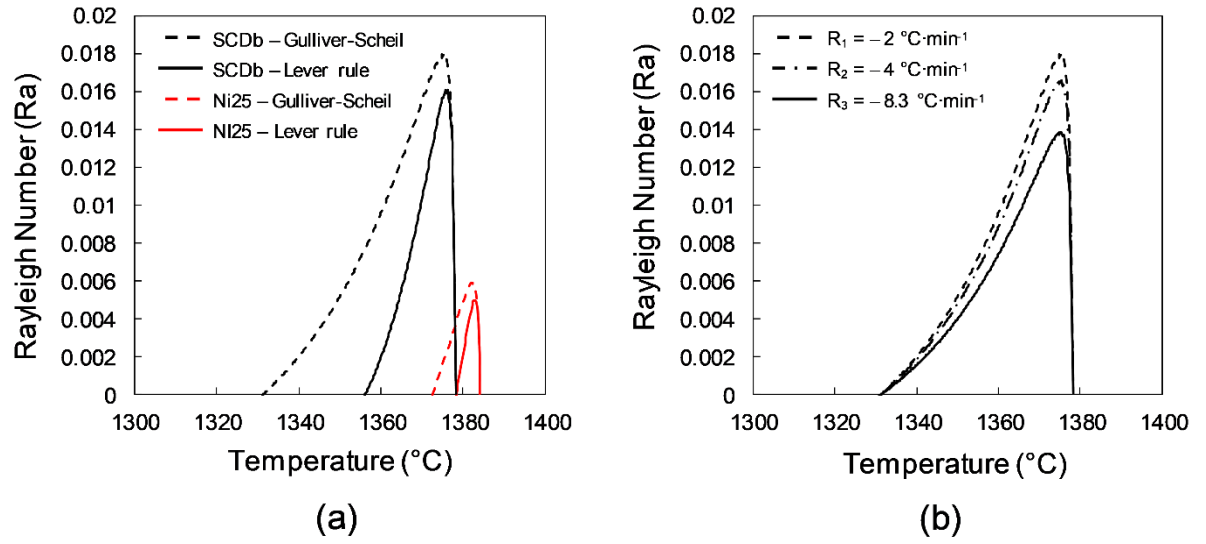 0.02
0.018
0.016
0.014
0.012
0.01
0.008
0.006
0.004
0.002
0
Rayleigh Number (Ra)
SCDb – Gulliver-Scheil
SCDb – Lever rule
Ni25 – Gulliver-Scheil
NI25 – Lever rule
1300 1320 1340 1360 1380 1400
Temperature (°C)
(a)
0.02
0.018
0.016
0.014
0.012
0.01
0.008
0.006
0.004
0.002
0
Rayleigh Number (Ra)
R₁ = – 2 °C·min⁻¹
R₂ = – 4 °C·min⁻¹
R₃ = – 8.3 °C·min⁻¹
1300 1320 1340 1360 1380 1400
Temperature (°C)
(b)